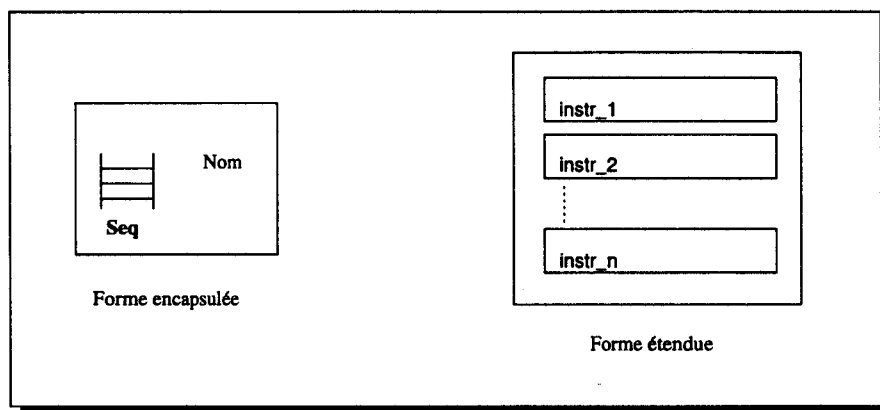 Nom
Seq
Forme encapsulée
instr_1
instr_2
instr_n
Forme étendue